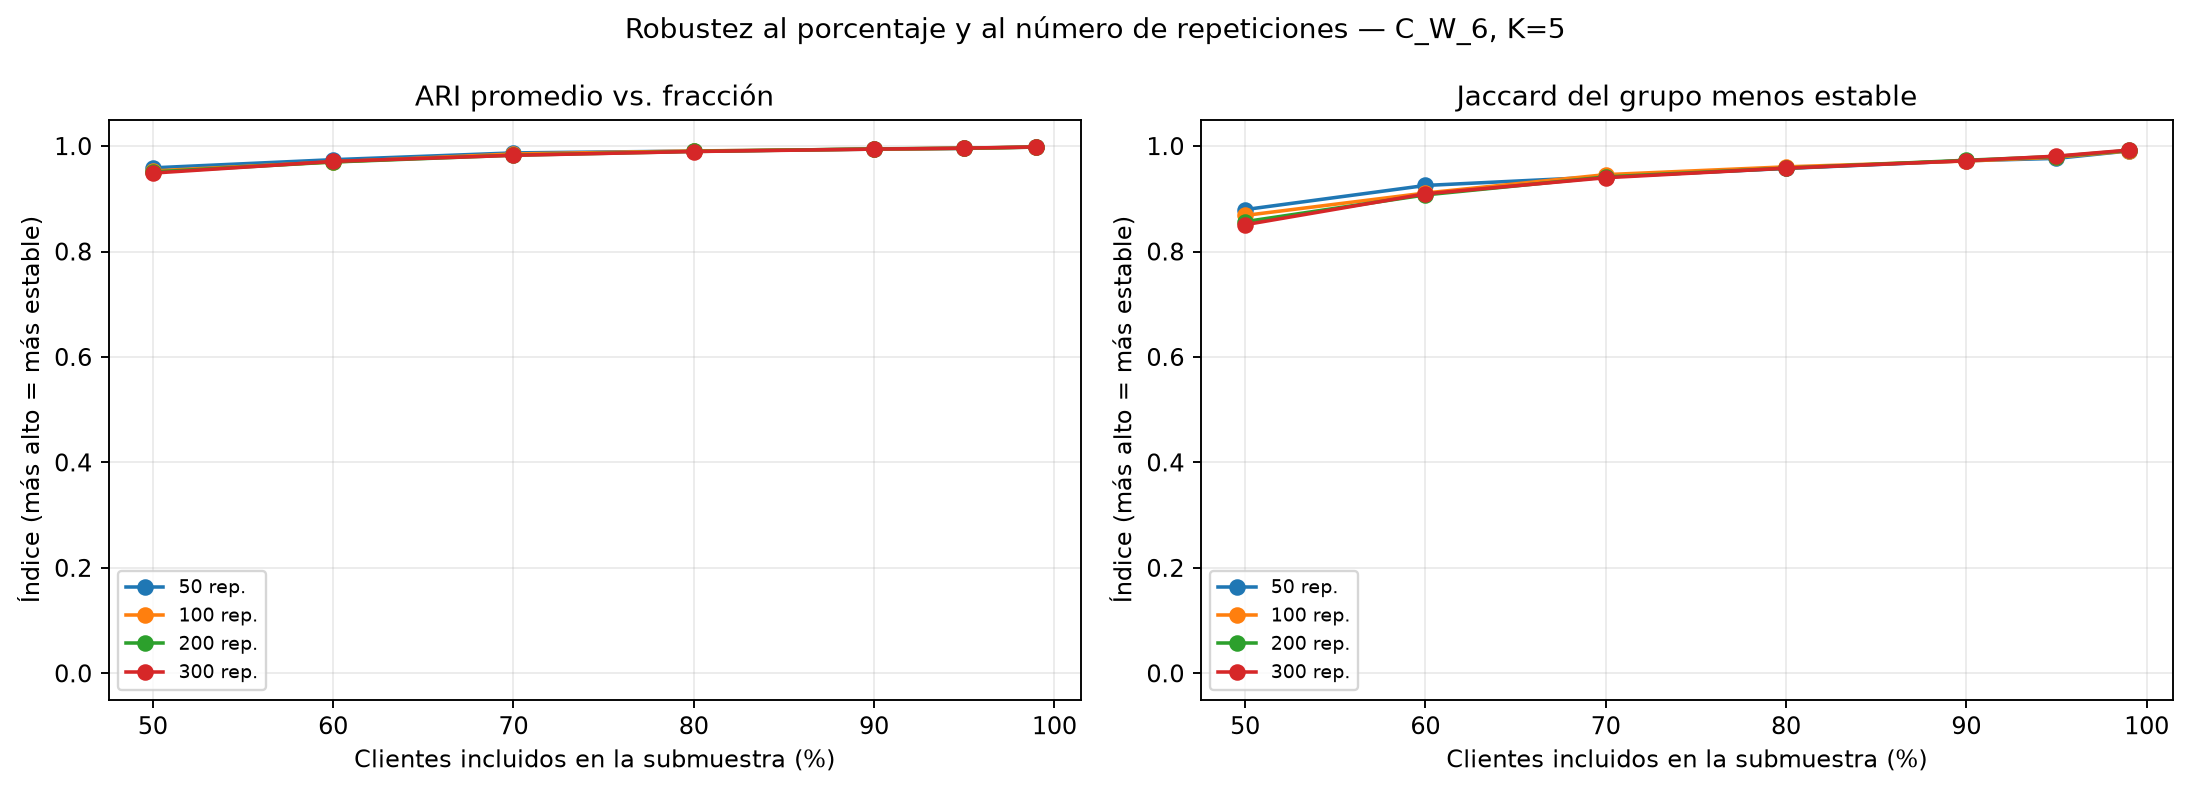 Robustez al porcentaje y al número de repeticiones — C_W_6, K=5
ARI promedio vs. fracción
Índice (más alto = más estable)
1.0
0.8
0.6
0.4
0.2
0.0
50 rep.
100 rep.
200 rep.
300 rep.
50 60 70 80 90 100
Clientes incluidos en la submuestra (%)
Jaccard del grupo menos estable
Índice (más alto = más estable)
1.0
0.8
0.6
0.4
0.2
0.0
50 rep.
100 rep.
200 rep.
300 rep.
50 60 70 80 90 100
Clientes incluidos en la submuestra (%)